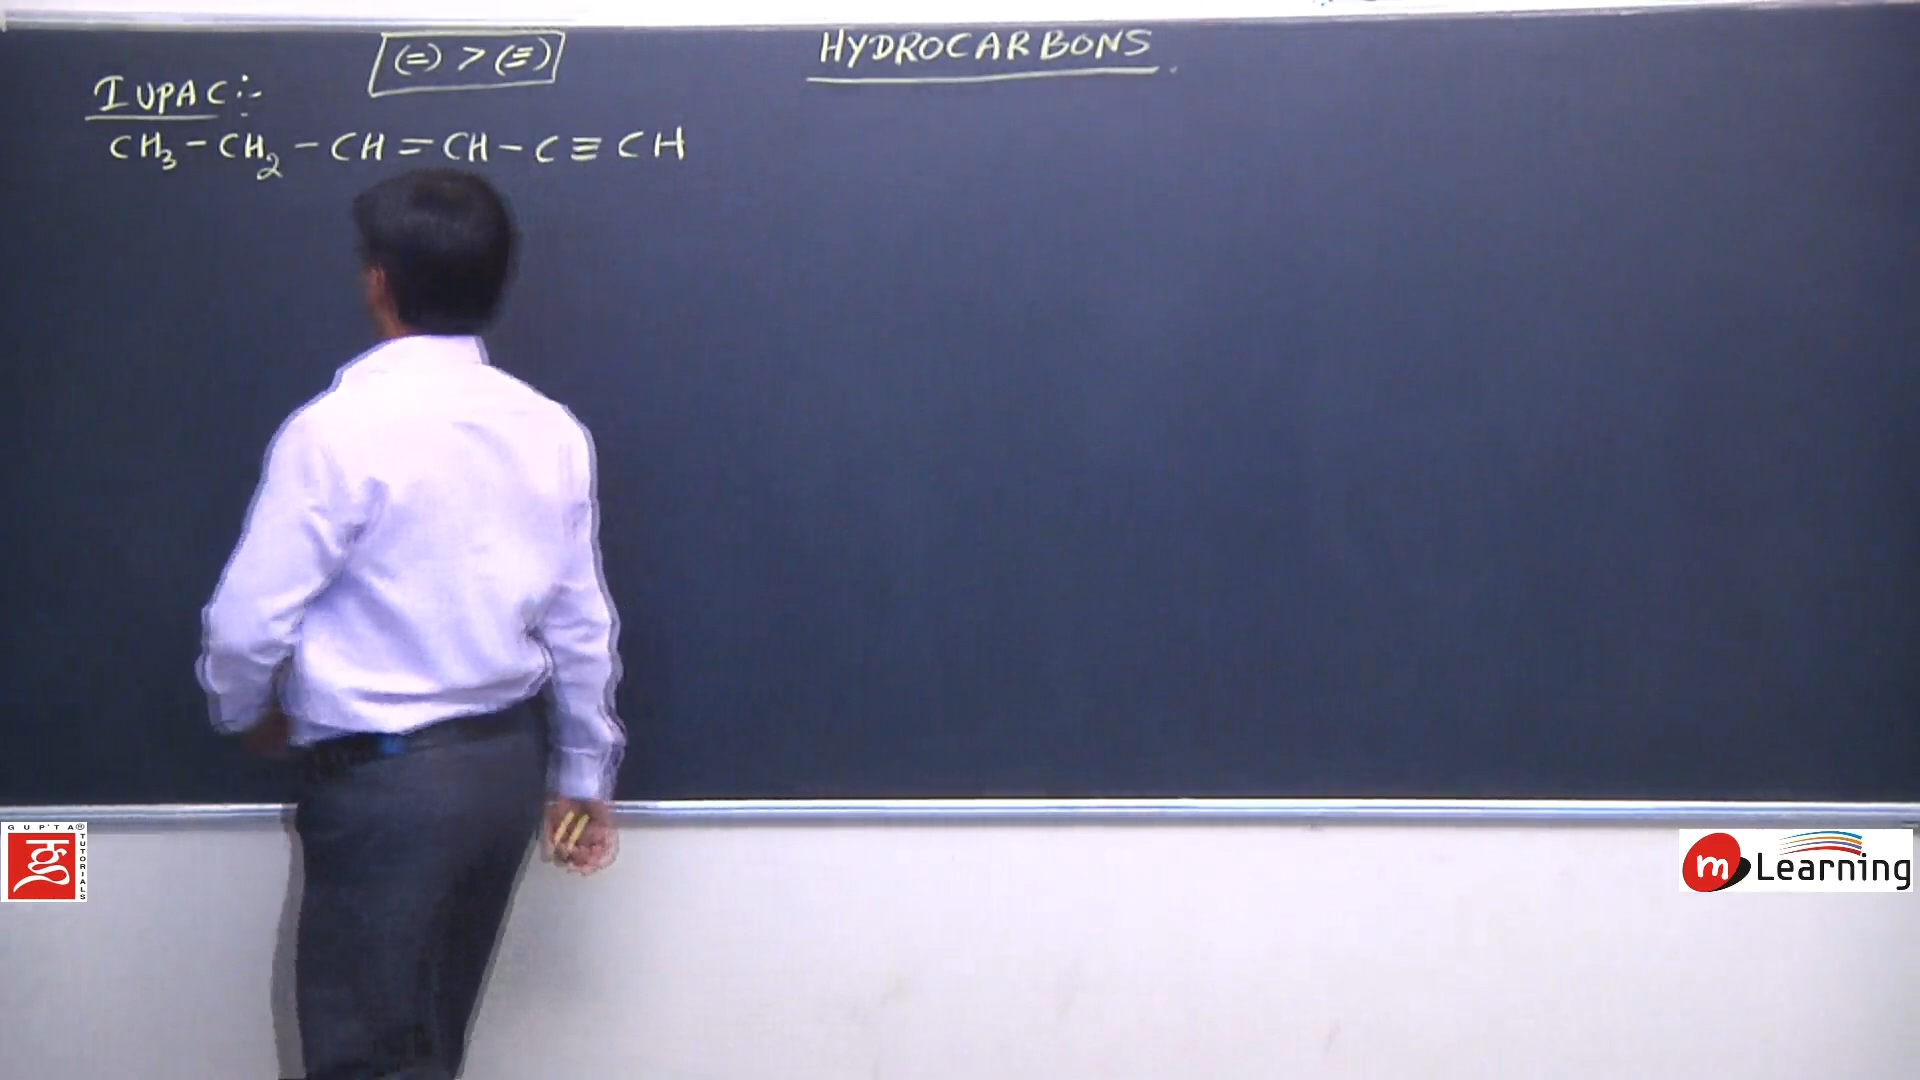 HYDROCARBONS
(=) > (≡)
IUPAC :-
CH₃ - CH₂ - CH = CH - C ≡ CH
GUPTA®
TUTORIALS
ग
m Learning